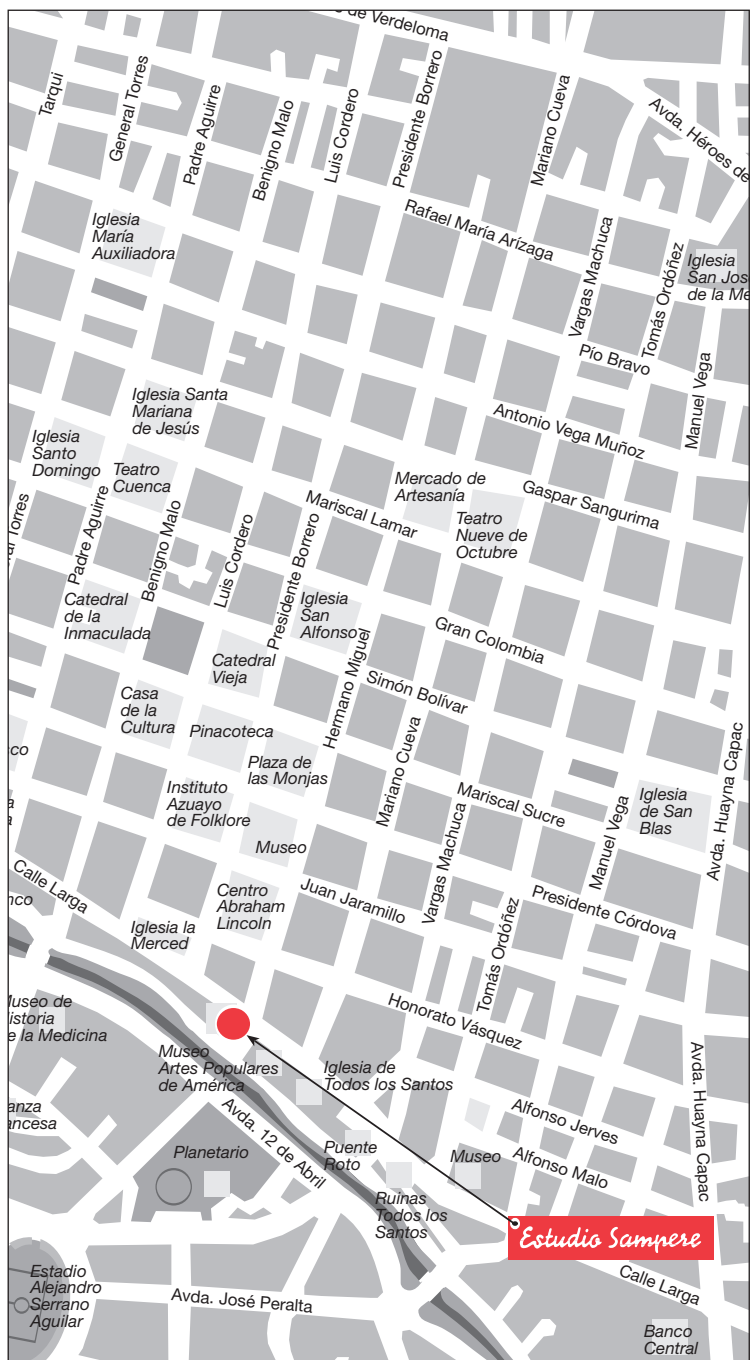 de Verdeloma
Tarqui
General Torres
Padre Aguirre
Benigno Malo
Luis Cordero
Presidente Borrero
Mariano Cueva
Avda. Héroes de
Rafael María Arízaga
Iglesia
María
Auxiliadora
Vargas Machuca
Tomás Ordóñez
Iglesia
San Jos
de la Me
Pío Bravo
Manuel Vega
Iglesia Santa
Mariana
de Jesús
Antonio Vega Muñoz
Iglesia
Santo
Domingo
Teatro
Cuenca
Mercado de
Artesanía
Gaspar Sangurima
Mariscal Lamar
Teatro
Nueve de
Octubre
ral Torres
Padre Aguirre
Benigno Malo
Luis Cordero
Presidente Borrero
Catedral
de la
Inmaculada
Iglesia
San
Alfonso
Gran Colombia
Catedral
Vieja
Hermano Miguel
Simón Bolívar
Casa
de la
Cultura
Pinacoteca
Plaza de
las Monjas
Mariano Cueva
Avda. Huayna Capac
co
Instituto
Azuayo
de Folklore
Mariscal Sucre
Iglesia
de San
Blas
a
a
Museo
Vargas Machuca
Manuel Vega
Calle Larga
Centro
Abraham
Lincoln
Juan Jaramillo
Presidente Córdova
nco
Iglesia la
Merced
Tomás Ordóñez
Honorato Vásquez
Museo de
istoria
e la Medicina
Museo
Artes Populares
de América
Iglesia de
Todos los Santos
Avda. Huayna Capac
anza
ancesa
Avda. 12 de Abril
Alfonso Jerves
Planetario
Puente
Roto
Museo
Alfonso Malo
Ruinas
Todos los
Santos
Estudio Sampere
Calle Larga
Estadio
Alejandro
Serrano
Aguilar
Avda. José Peralta
Banco
Central